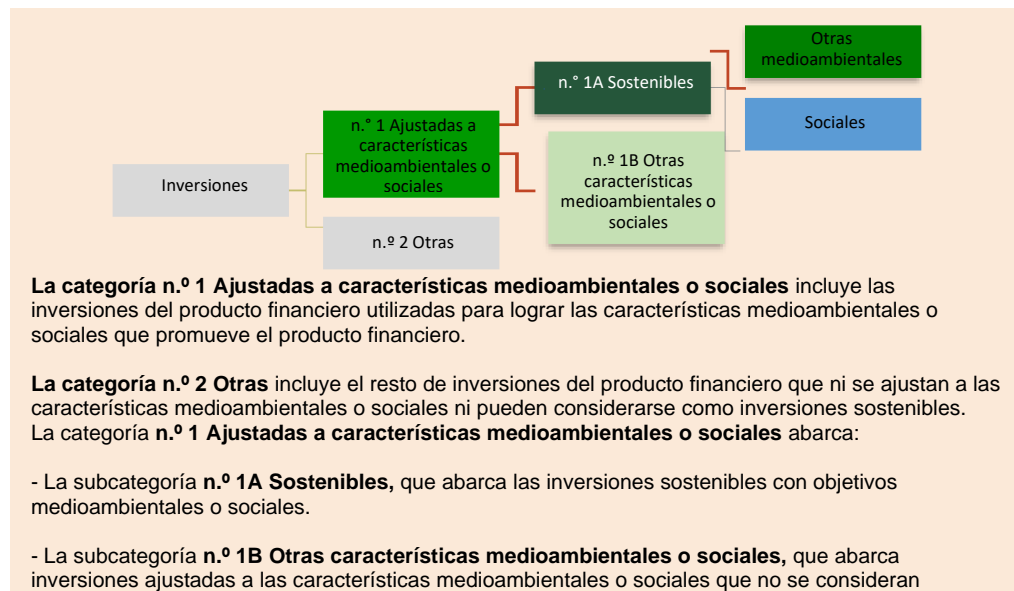 Otras
medioambientales
n.° 1A Sostenibles
Sociales
n.° 1 Ajustadas a
características
medioambientales o
sociales
n.º 1B Otras
características
medioambientales o
sociales
Inversiones
n.º 2 Otras
La categoría n.º 1 Ajustadas a características medioambientales o sociales incluye las
inversiones del producto financiero utilizadas para lograr las características medioambientales o
sociales que promueve el producto financiero.
La categoría n.º 2 Otras incluye el resto de inversiones del producto financiero que ni se ajustan a las
características medioambientales o sociales ni pueden considerarse como inversiones sostenibles.
La categoría n.º 1 Ajustadas a características medioambientales o sociales abarca:
- La subcategoría n.º 1A Sostenibles, que abarca las inversiones sostenibles con objetivos
medioambientales o sociales.
- La subcategoría n.º 1B Otras características medioambientales o sociales, que abarca
inversiones ajustadas a las características medioambientales o sociales que no se consideran